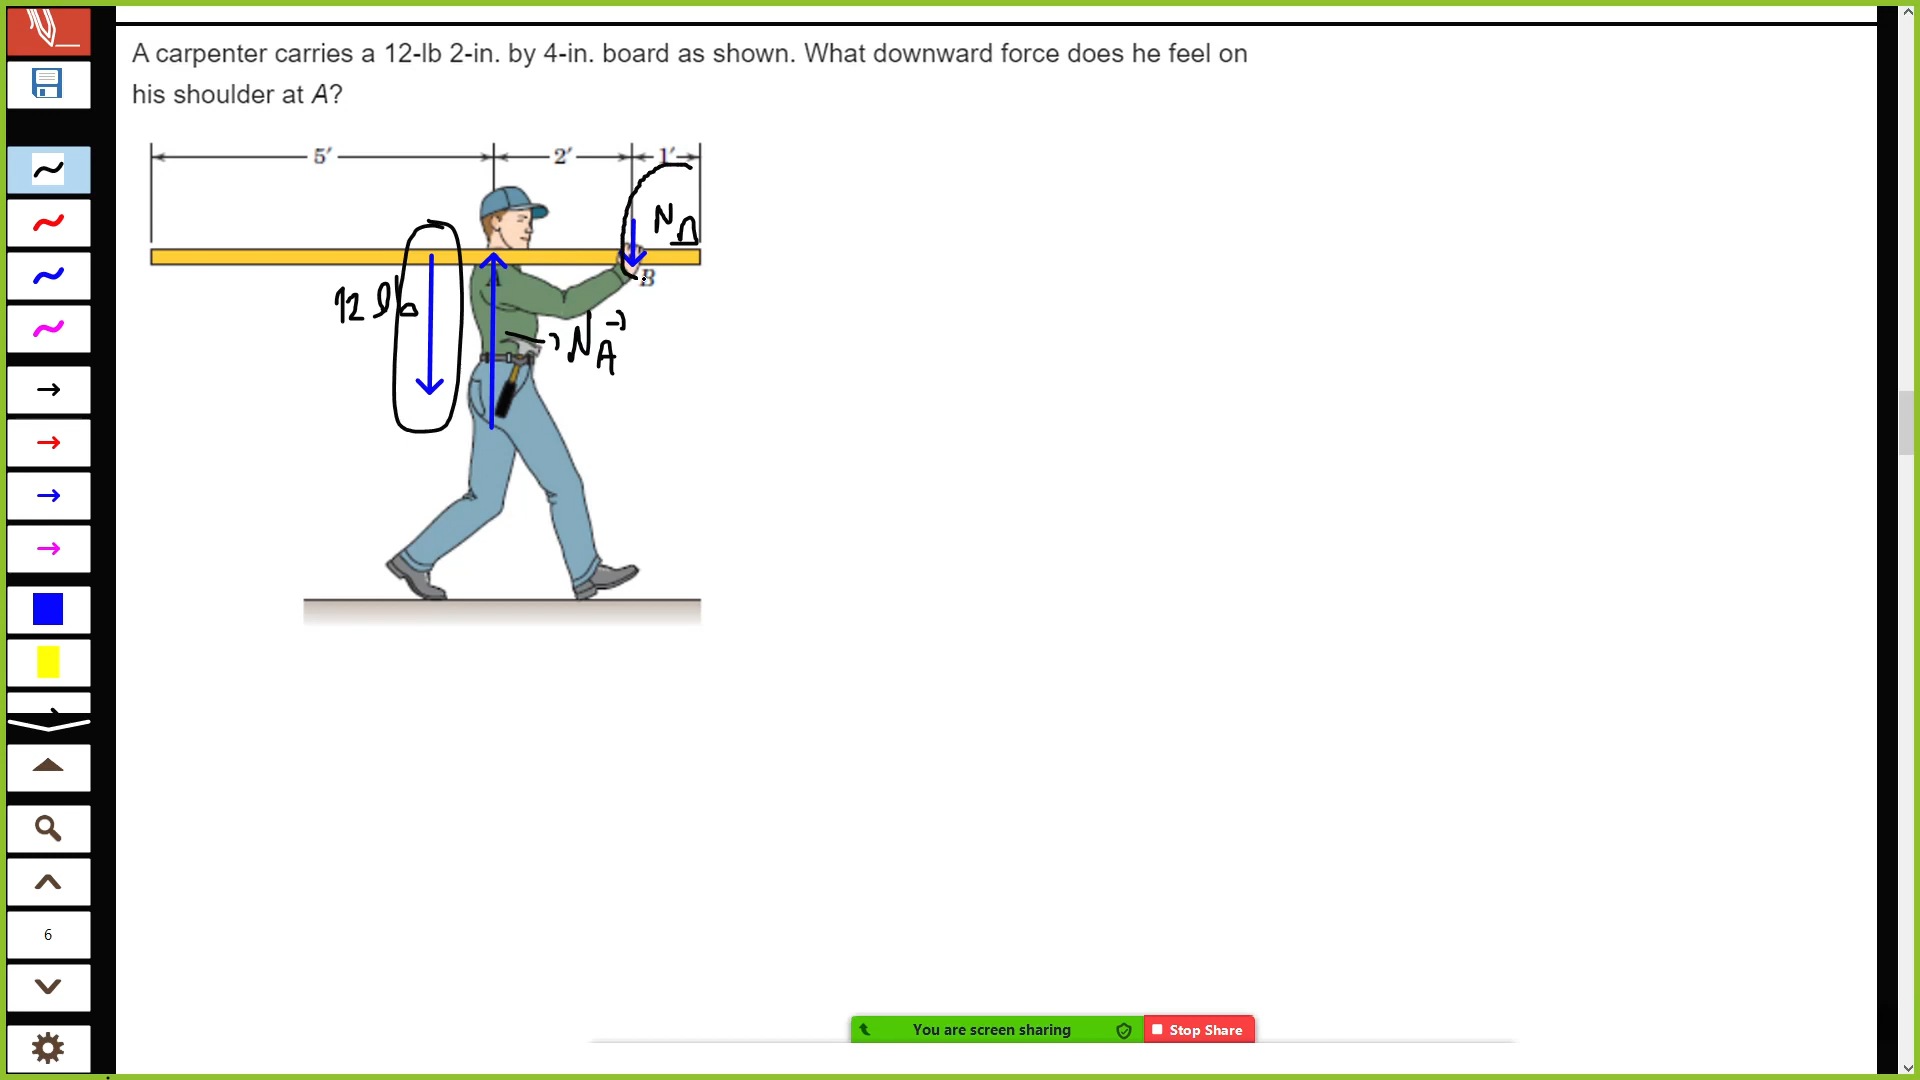 A carpenter carries a 12-lb 2-in. by 4-in. board as shown. What downward force does he feel on
his shoulder at A?
5′ 2′ 1′
N
B
A
12 lb
N A
6
You are screen sharing Stop Share